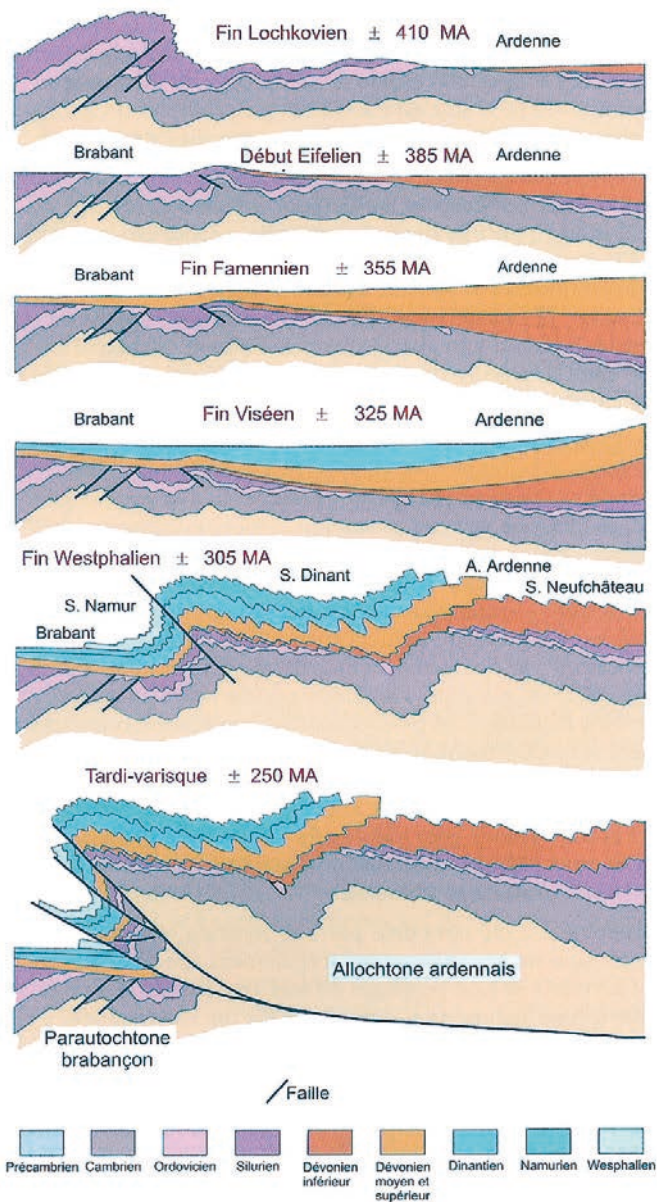 Fin Lochkovien ± 410 MA
Ardenne
Brabant
Début Eifelien ± 385 MA
Ardenne
Brabant
Fin Famennien ± 355 MA
Ardenne
Brabant
Fin Viséen ± 325 MA
Ardenne
Fin Westphalien ± 305 MA
A. Ardenne
S. Dinant
S. Neufchâteau
S. Namur
Brabant
Tardi-varisque ± 250 MA
Allochtone ardennais
Parautochtone
brabançon
Faille
Précambrien
Cambrien
Ordovicien
Silurien
Dévonien
inférieur
Dévonien
moyen et
supérieur
Dinantien
Namurien
Wesphalien